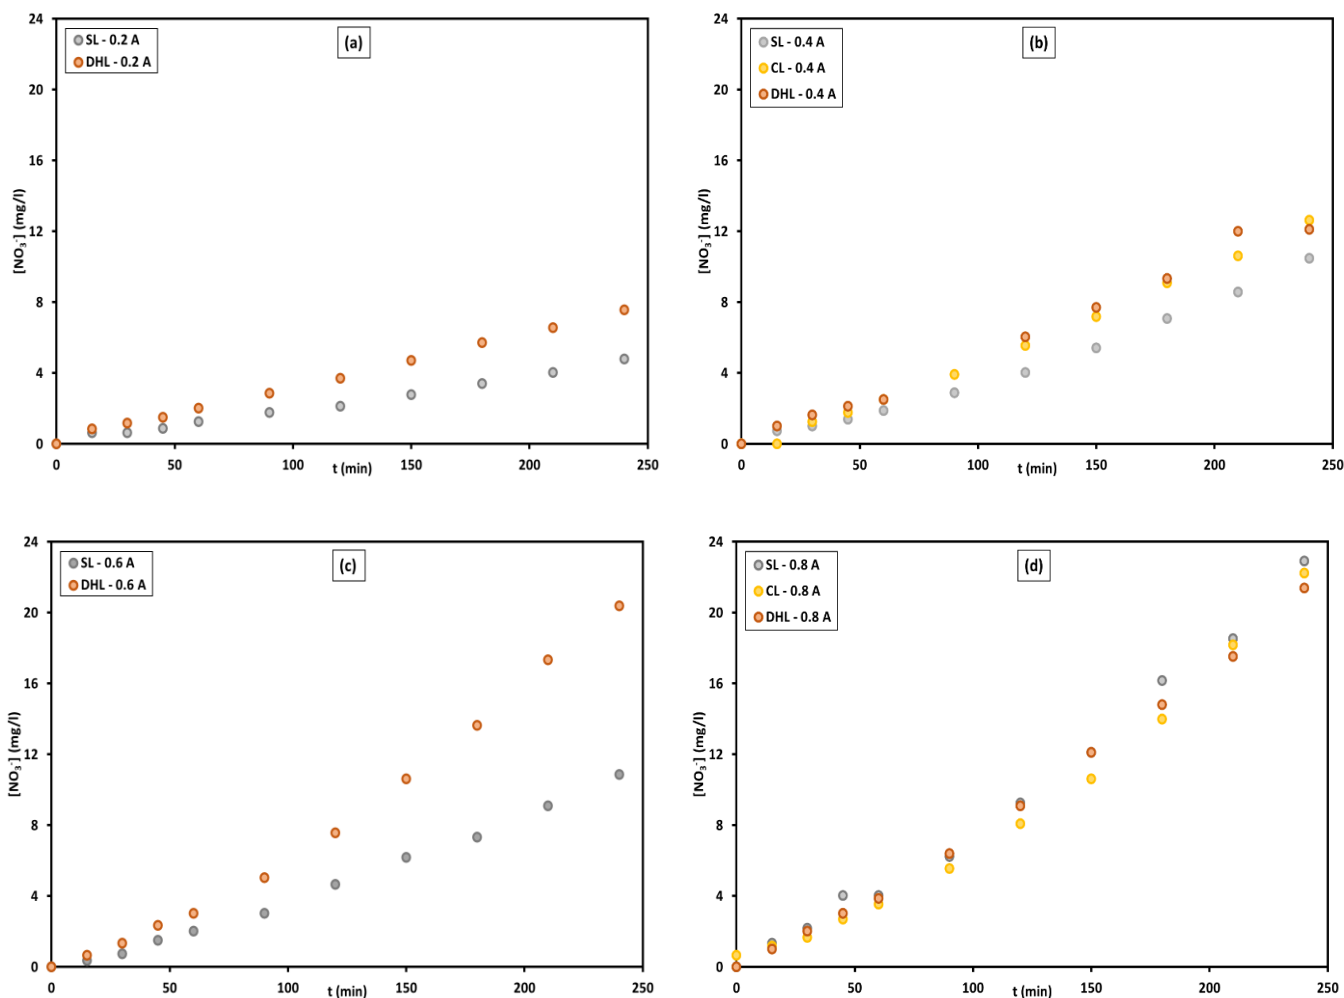 24
20
16
12
8
4
0
[NO₃⁻] (mg/l)
SL - 0.2 A
DHL - 0.2 A
(a)
0 50 100 150 200 250
t (min)
24
20
16
12
8
4
0
[NO₃⁻] (mg/l)
SL - 0.4 A
CL - 0.4 A
DHL - 0.4 A
(b)
0 50 100 150 200 250
t (min)
24
20
16
12
8
4
0
[NO₃⁻] (mg/l)
SL - 0.6 A
DHL - 0.6 A
(c)
0 50 100 150 200 250
t (min)
24
20
16
12
8
4
0
[NO₃⁻] (mg/l)
SL - 0.8 A
CL - 0.8 A
DHL - 0.8 A
(d)
0 50 100 150 200 250
t (min)